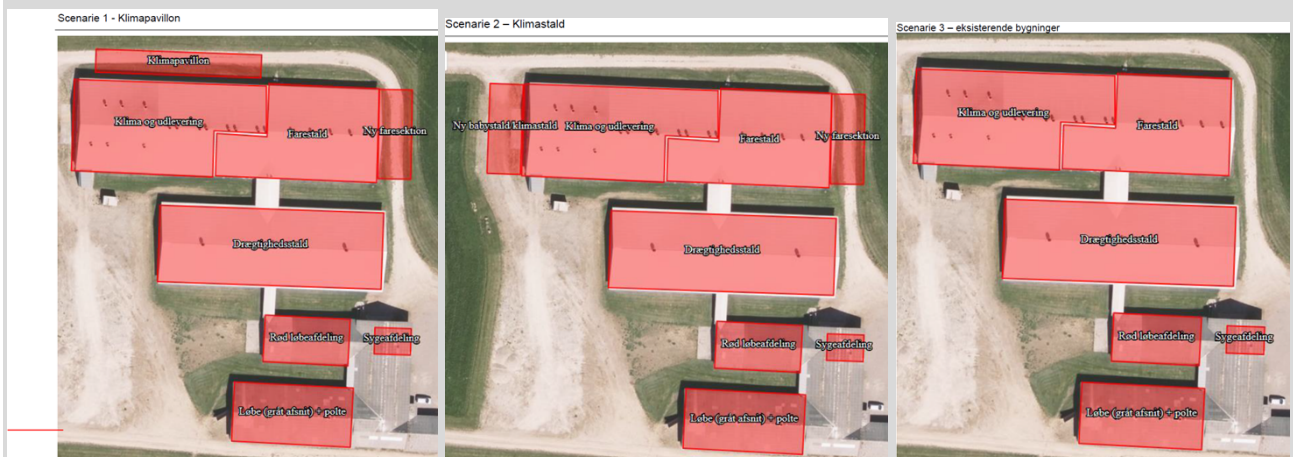 Scenarie 1 - Klimapavillon
Klimapavillon
Klima og udlevering
Farestald
Ny faresektion
Drægtighedsstald
Rød løbeafdeling
Sygeafdeling
Løbe (gråt afsnit) + polte
Scenarie 2 – Klimastald
Ny babystald/klimastald
Klima og udlevering
Farestald
Ny faresektion
Drægtighedsstald
Rød løbeafdeling
Sygeafdeling
Løbe (gråt afsnit) + polte
Scenarie 3 – eksisterende bygninger
Klima og udlevering
Farestald
Drægtighedsstald
Rød løbeafdeling
Sygeafdeling
Løbe (gråt afsnit) + polte